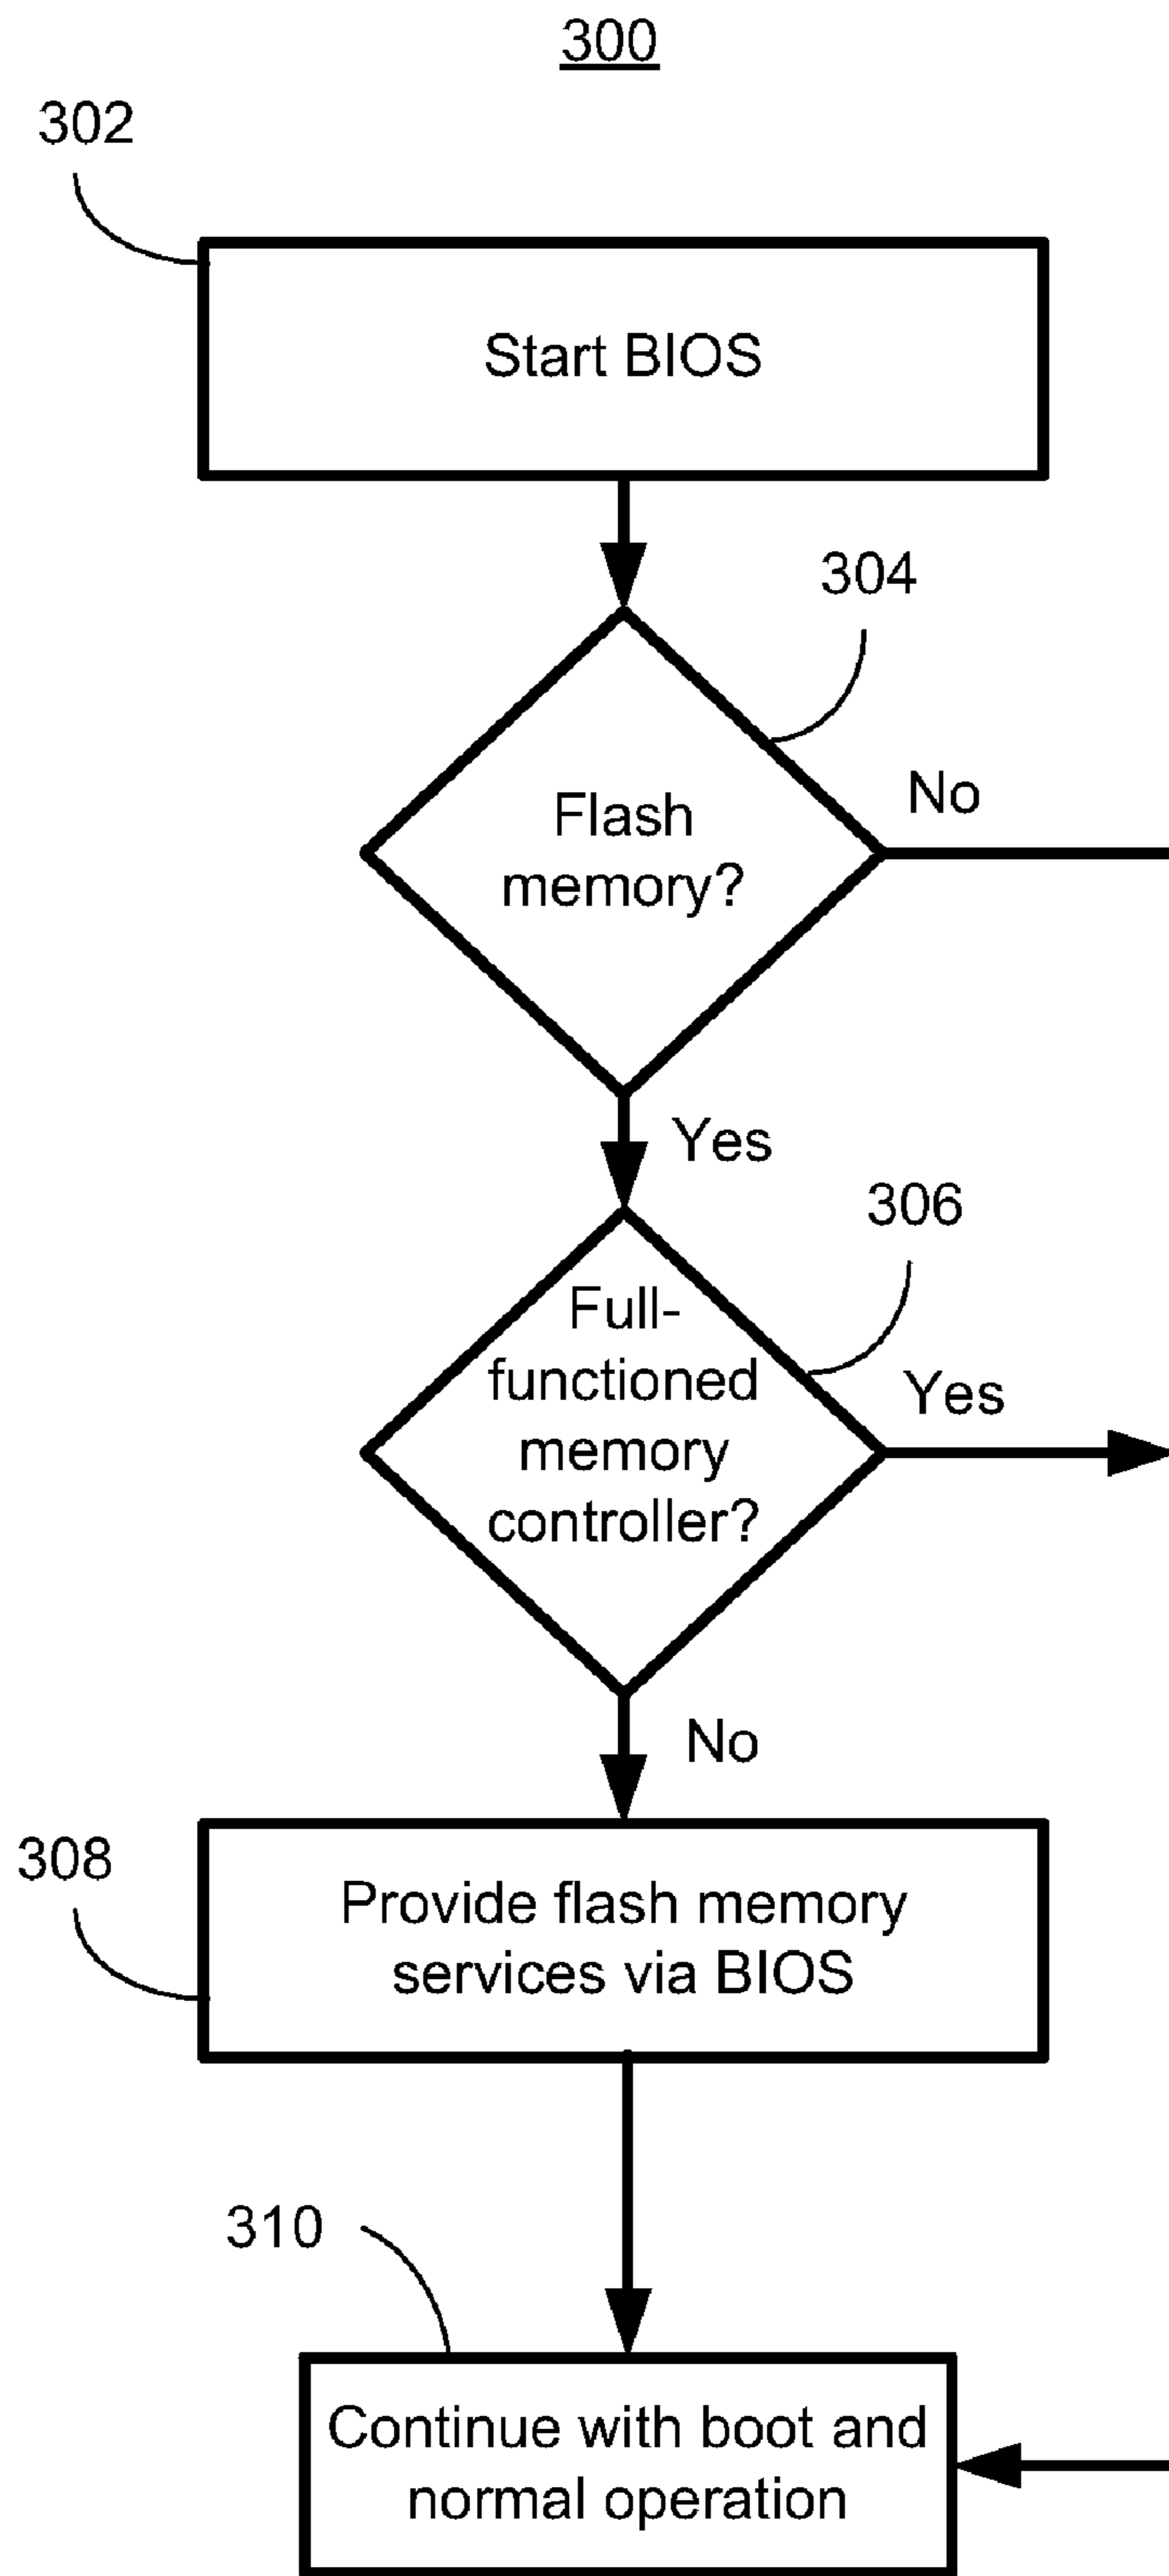 300
302
Start BIOS
304
Flash
memory?
No
Yes
306
Full-
functioned
memory
controller?
Yes
No
308
Provide flash memory
services via BIOS
310
Continue with boot and
normal operation